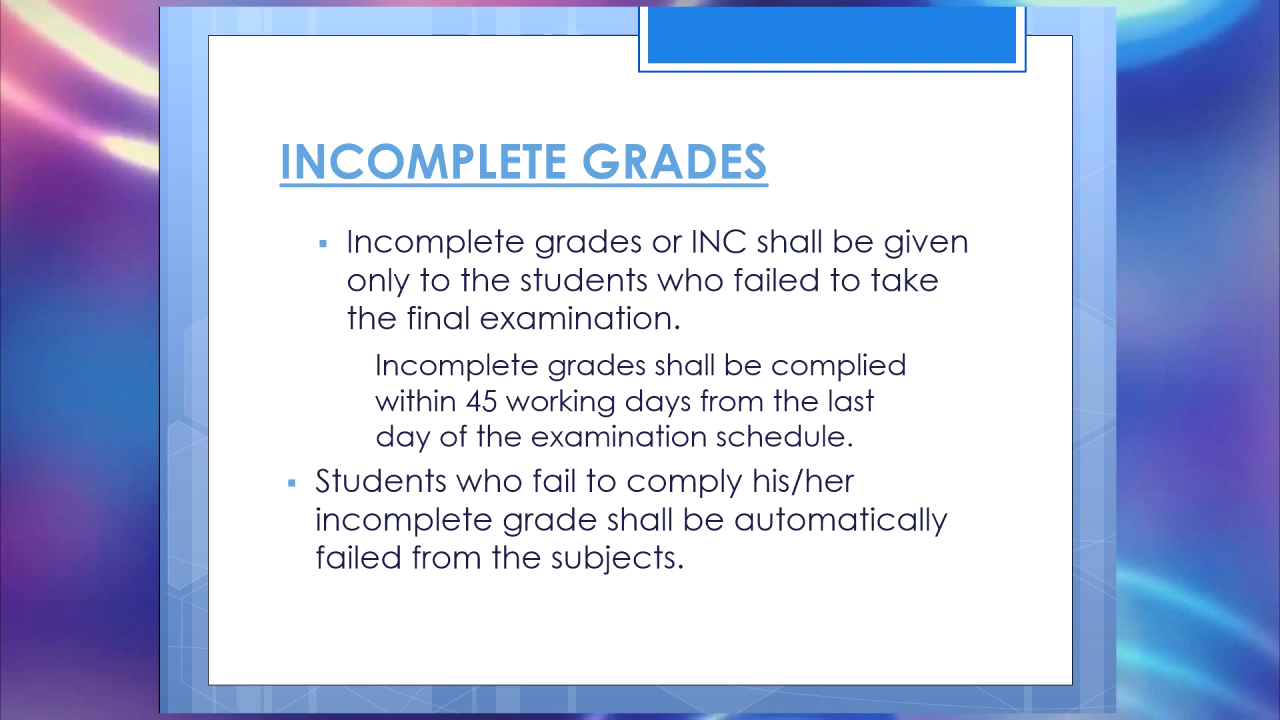 INCOMPLETE GRADES
▪ Incomplete grades or INC shall be given
only to the students who failed to take
the final examination.
Incomplete grades shall be complied
within 45 working days from the last
day of the examination schedule.
▪ Students who fail to comply his/her
incomplete grade shall be automatically
failed from the subjects.